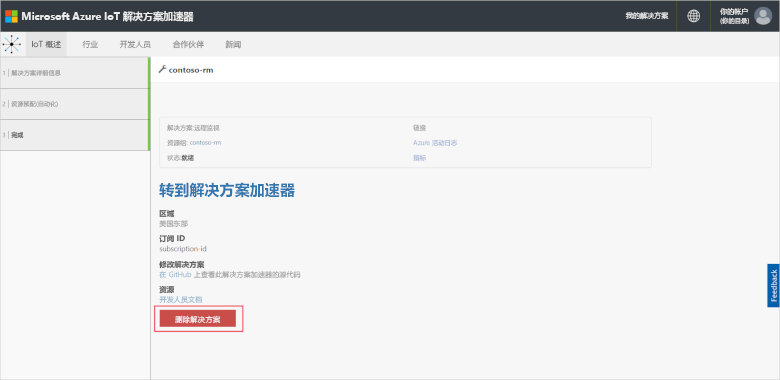 Microsoft Azure IoT 解决方案加速器
我的解决方案
你的帐户
(你的目录)
IoT 概述 行业 开发人员 合作伙伴 新闻
1 | 解决方案详细信息
2 | 资源预配(自动化)
3 | 完成
contoso-rm
解决方案:远程监视 链接
资源组: contoso-rm Azure 活动日志
状态:就绪 指标
转到解决方案加速器
区域
美国东部
订阅 ID
subscription-id
修改解决方案
在 GitHub 上查看此解决方案加速器的源代码
资源
开发人员文档
删除解决方案
Feedback